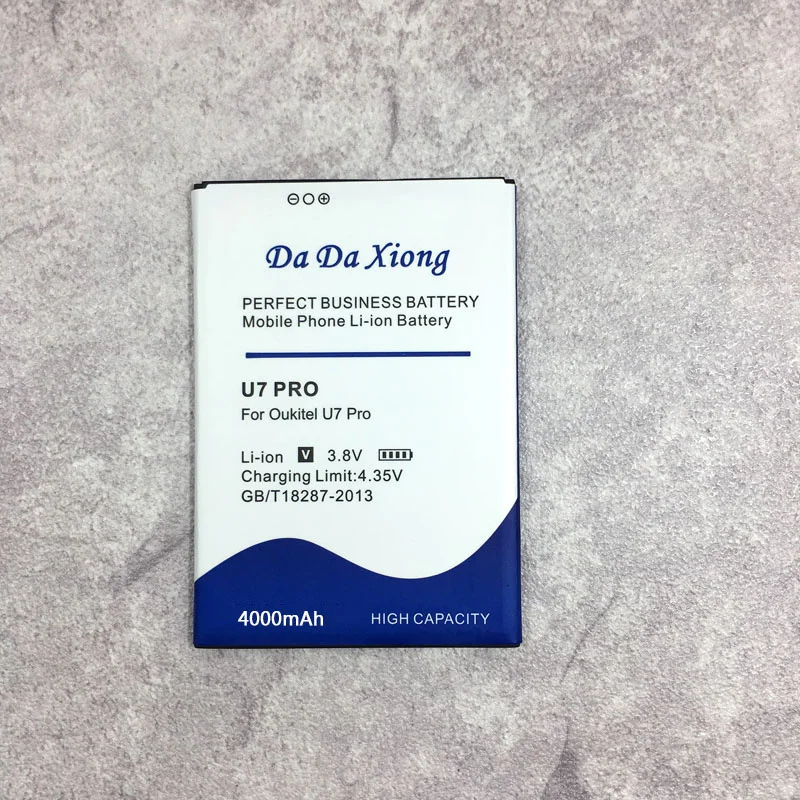 ⊖○⊕
Da Da Xiong
PERFECT BUSINESS BATTERY
Mobile Phone Li-ion Battery
U7 PRO
For Oukitel U7 Pro
Li-ion V 3.8V
Charging Limit:4.35V
GB/T18287-2013
4000mAh HIGH CAPACITY